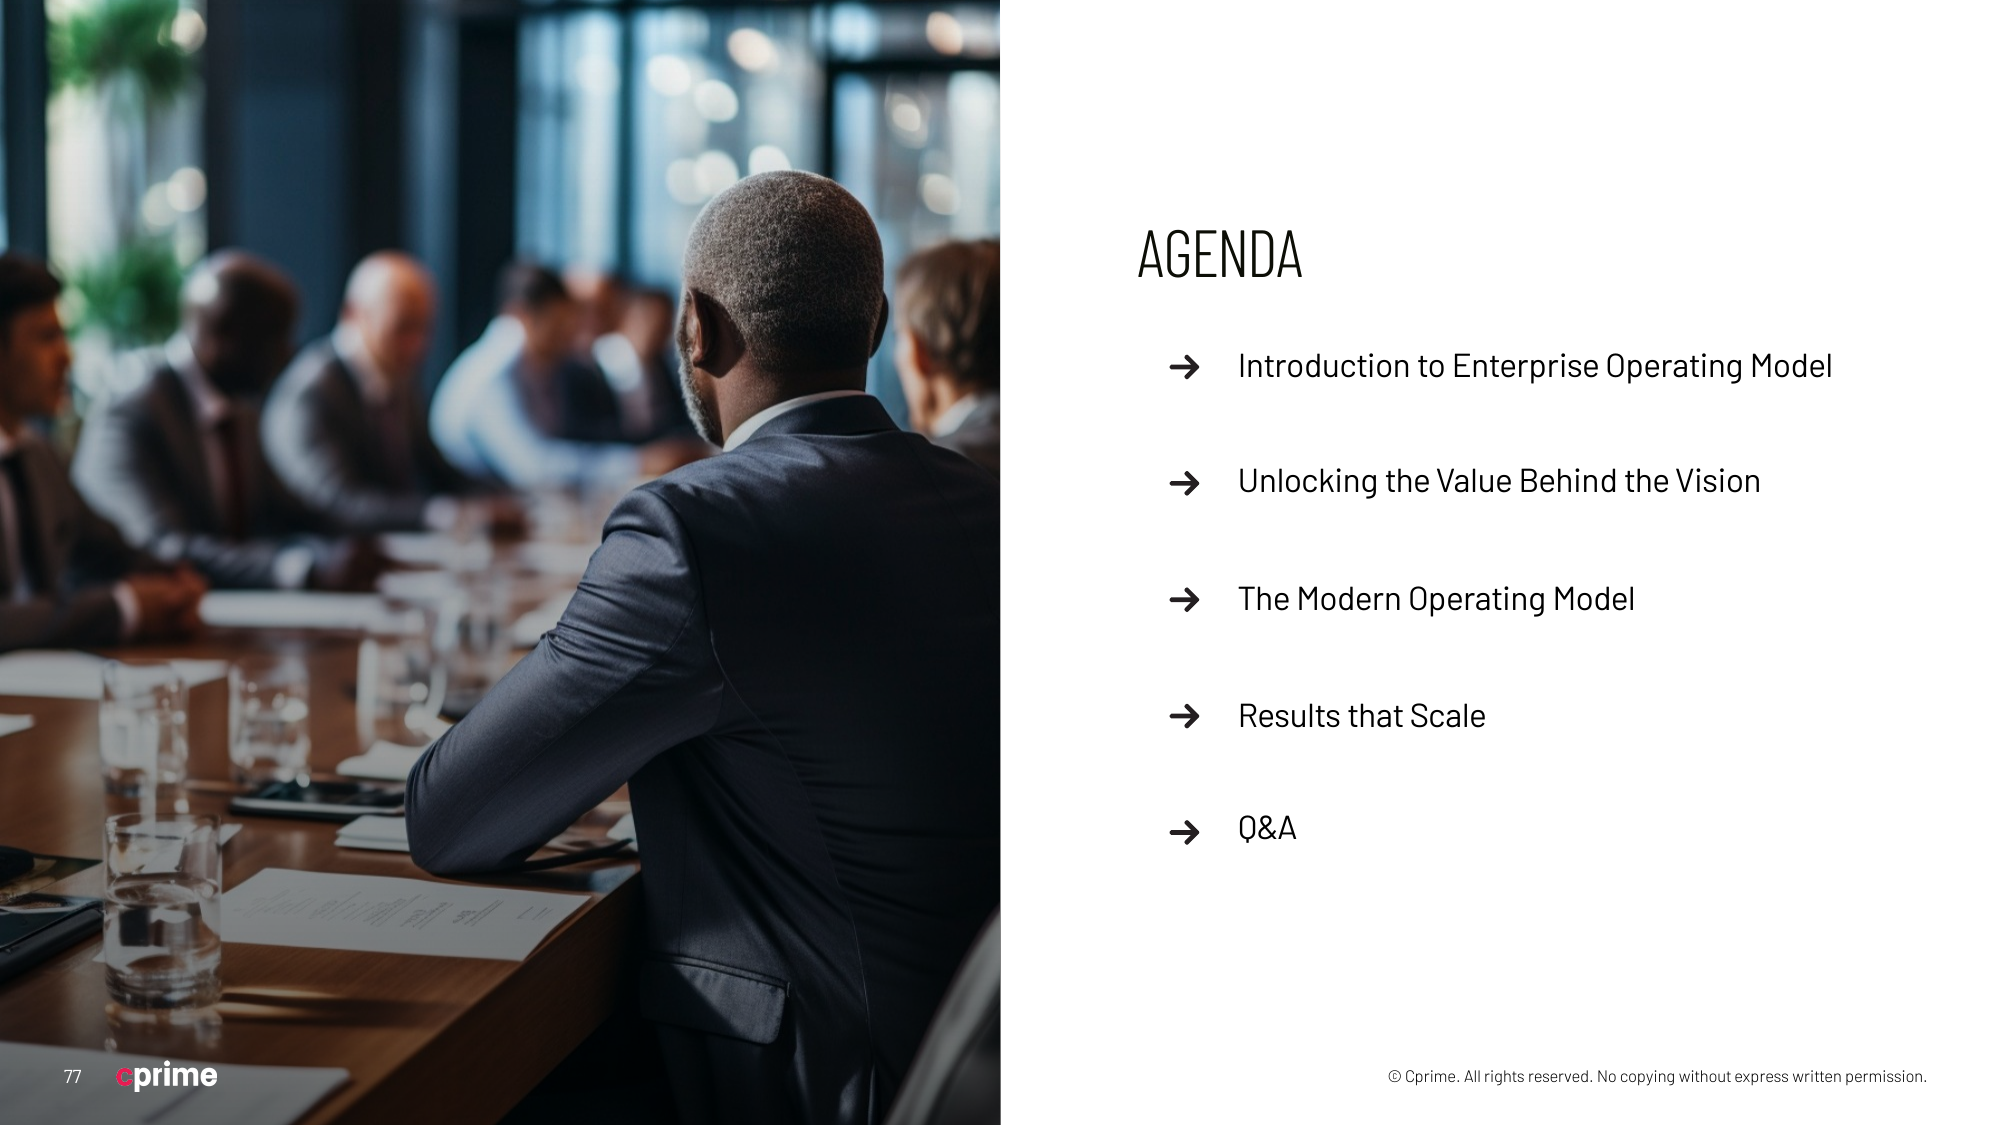 AGENDA
→ Introduction to Enterprise Operating Model
→ Unlocking the Value Behind the Vision
→ The Modern Operating Model
→ Results that Scale
→ Q&A
77 cprime
© Cprime. All rights reserved. No copying without express written permission.